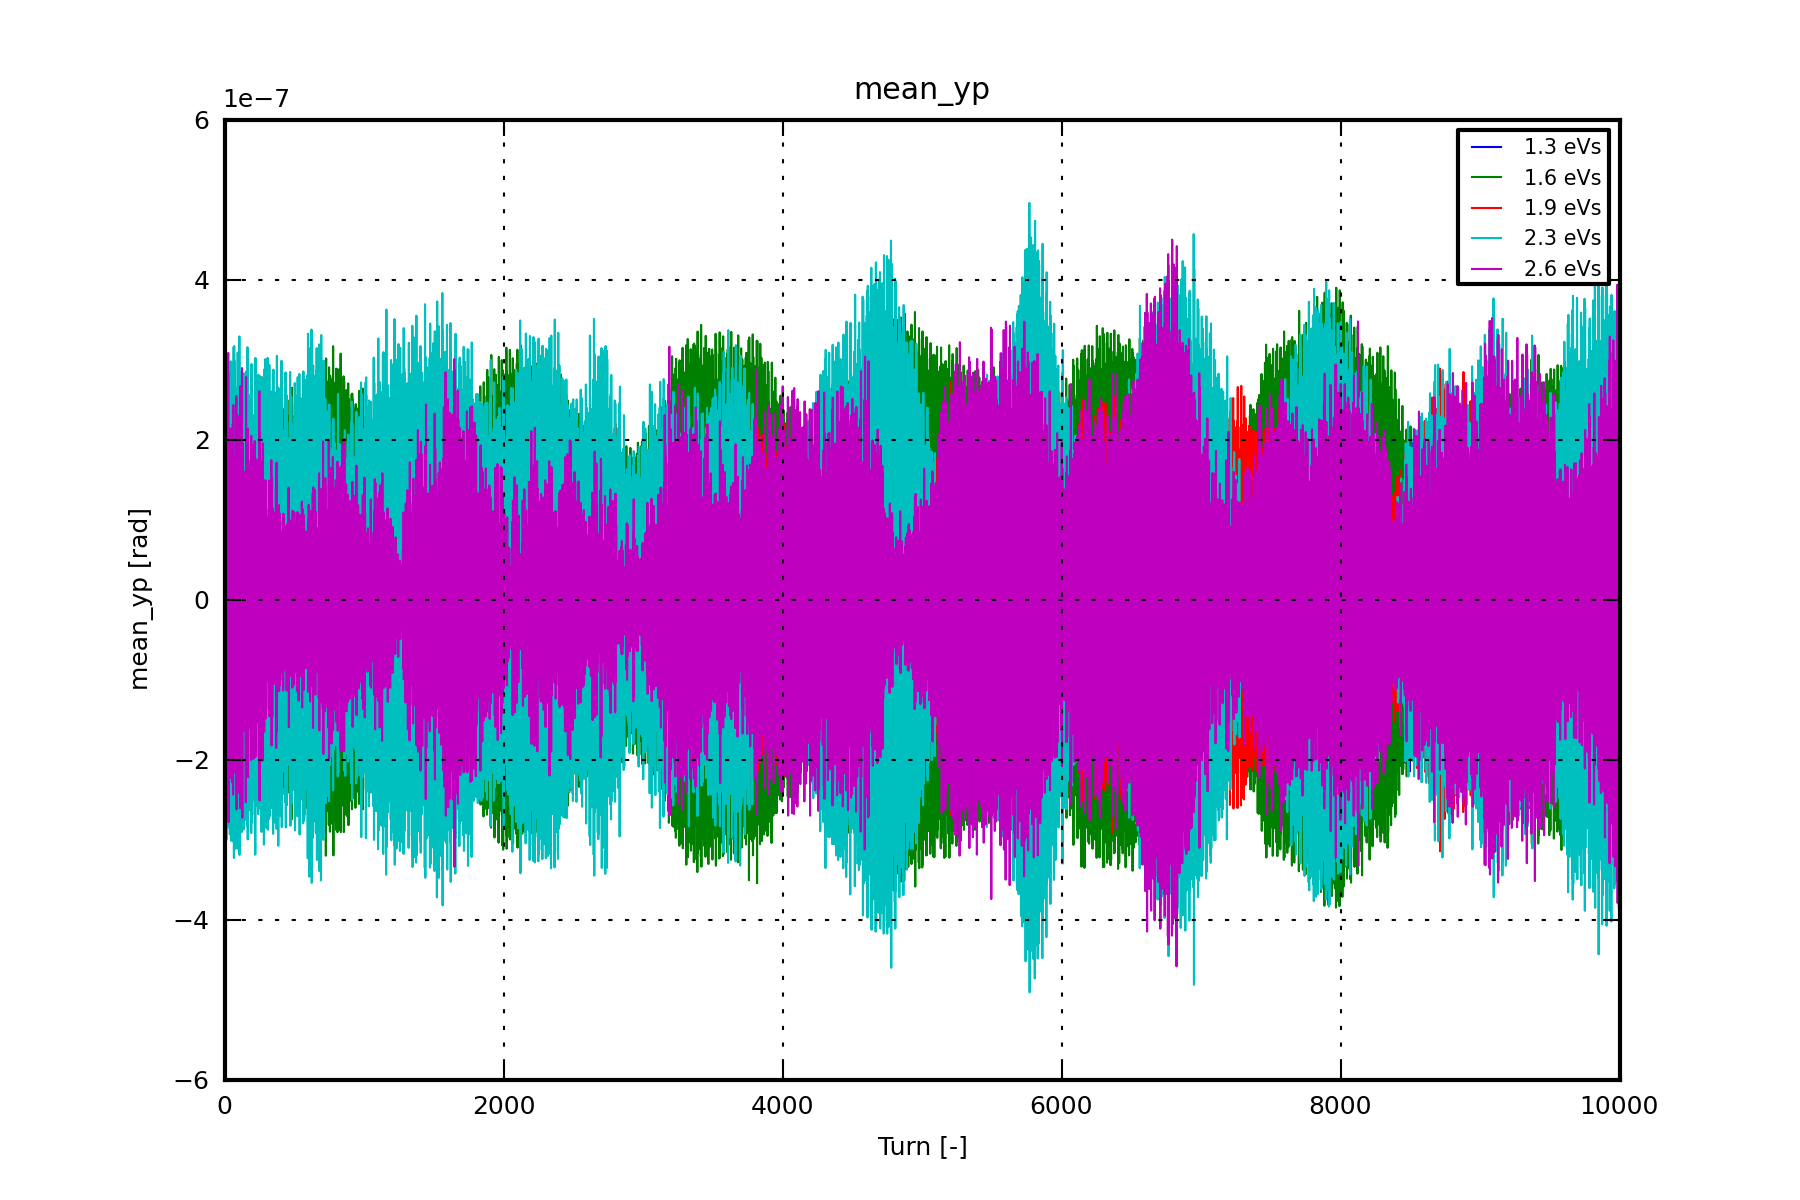 mean_yp
1e−7
6
4
2
0
−2
−4
−6
mean_yp [rad]
0 2000 4000 6000 8000 10000
Turn [-]
1.3 eVs
1.6 eVs
1.9 eVs
2.3 eVs
2.6 eVs